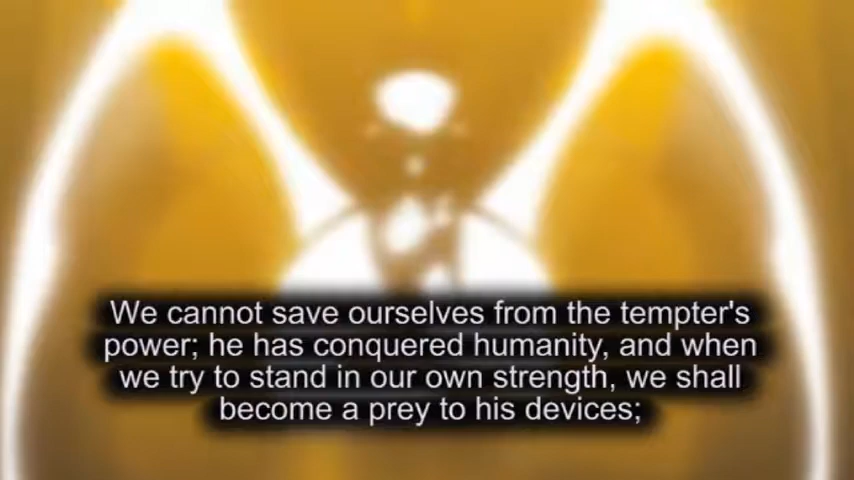 We cannot save ourselves from the tempter's
power; he has conquered humanity, and when
we try to stand in our own strength, we shall
become a prey to his devices;